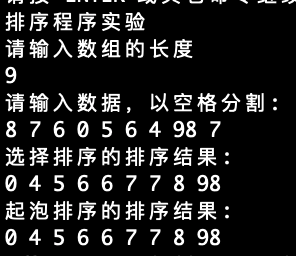 排序程序实验
请输入数组的长度
9
请输入数据，以空格分割：
8 7 6 0 5 6 4 98 7
选择排序的排序结果：
0 4 5 6 6 7 7 8 98
起泡排序的排序结果：
0 4 5 6 6 7 7 8 98